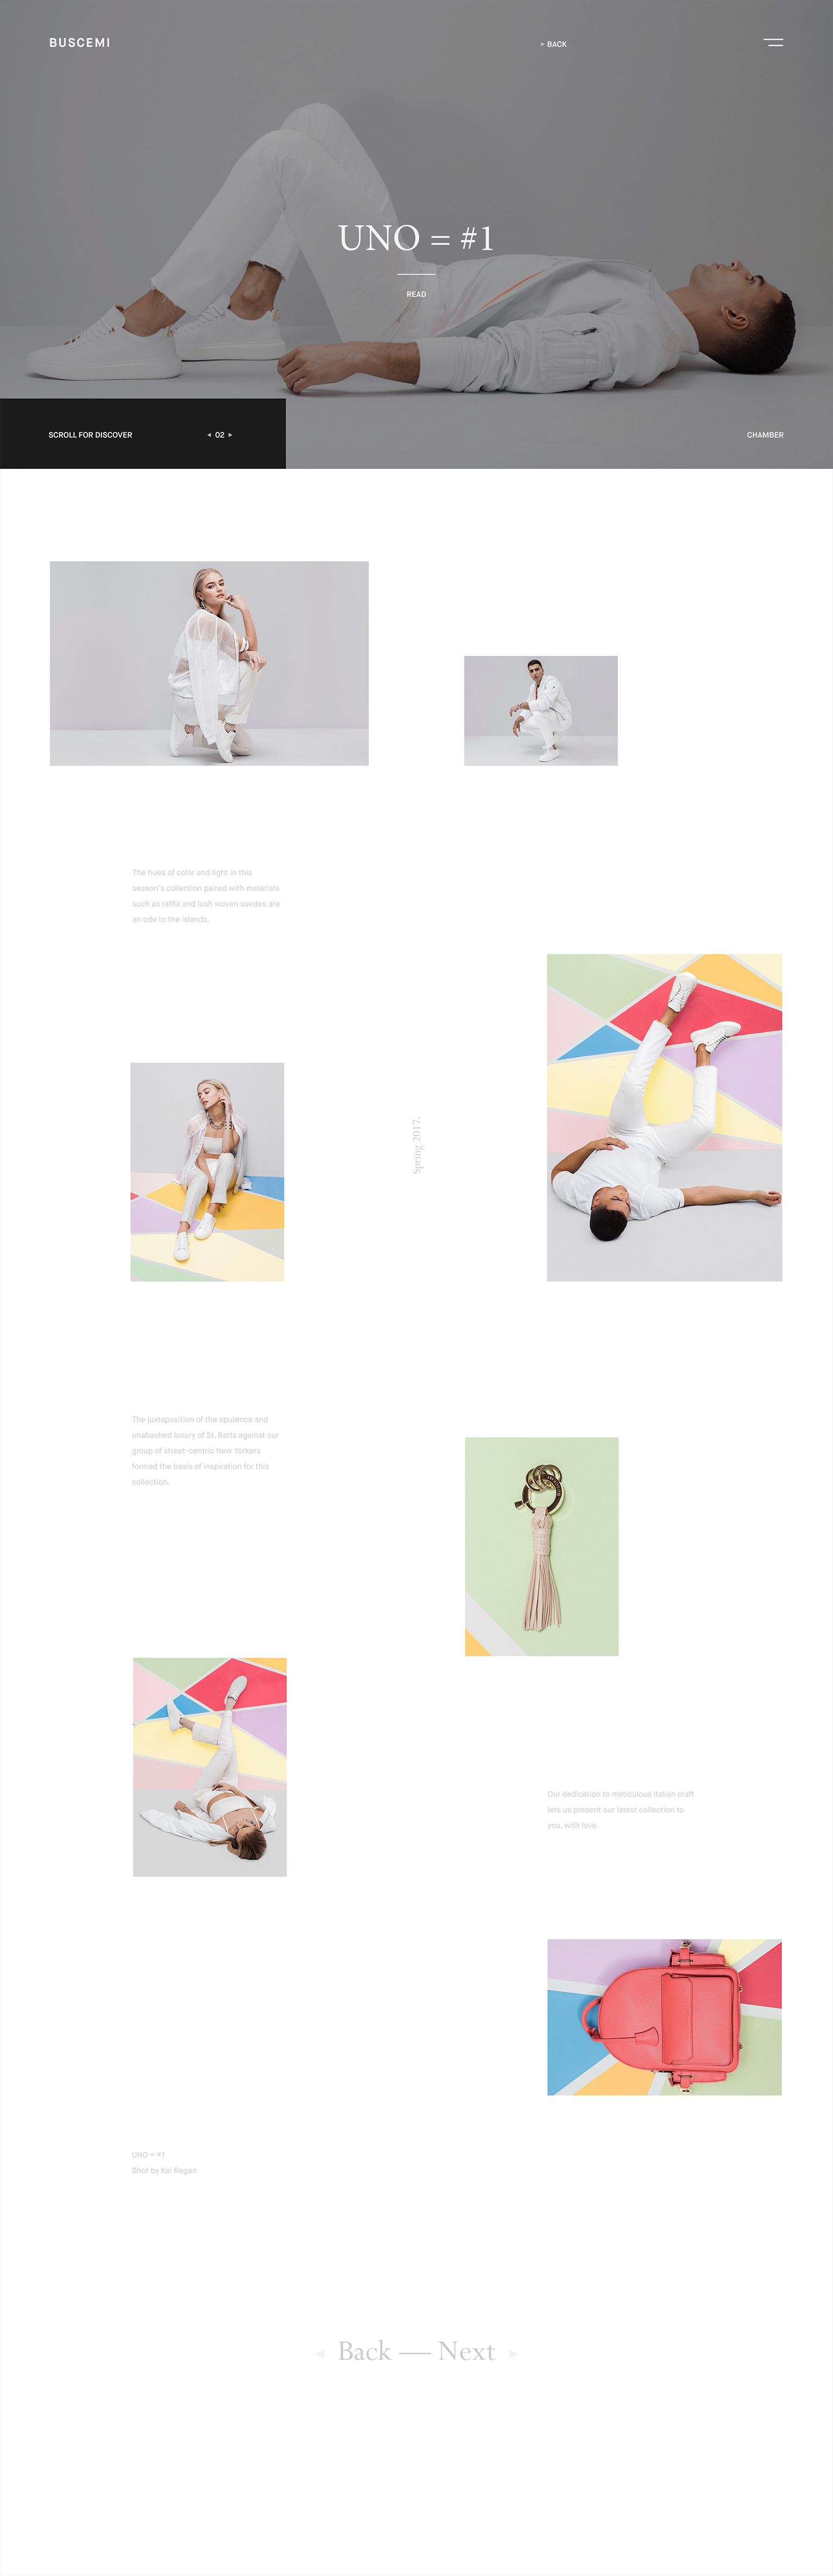 BUSCEMI
BACK
UNO = #1
READ
SCROLL FOR DISCOVER
02
CHAMBER
The hues of color and light in this
season's collection paired with materials
such as raffia and lush woven suedes are
an ode to the islands.
Spring 2017.
The juxtaposition of the opulence and
unabashed luxury of St. Barts against our
group of street-centric New Yorkers
formed the basis of inspiration for this
collection.
Our dedication to meticulous Italian craft
lets us present our latest collection to
you, with love.
UNO = #1
Shot by Kai Regan
Back — Next